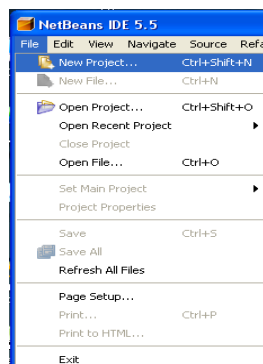 NetBeans IDE 5.5
File Edit View Navigate Source Refa
New Project... Ctrl+Shift+N
New File... Ctrl+N
Open Project... Ctrl+Shift+O
Open Recent Project
Close Project
Open File... Ctrl+O
Set Main Project
Project Properties
Save Ctrl+S
Save All
Refresh All Files
Page Setup...
Print... Ctrl+P
Print to HTML...
Exit